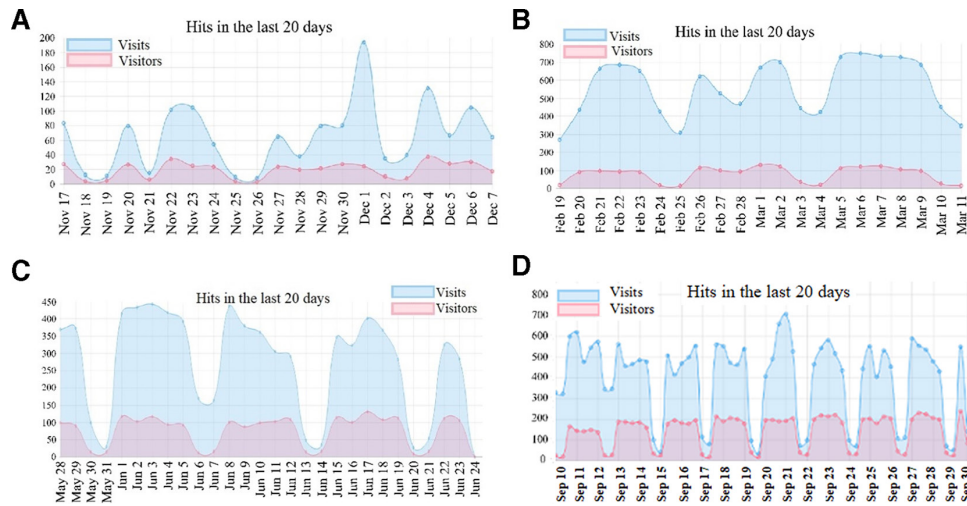 A
Hits in the last 20 days
Visits
Visitors
200
180
160
140
120
100
80
60
40
20
0
Nov 17
Nov 18
Nov 19
Nov 20
Nov 21
Nov 22
Nov 23
Nov 24
Nov 25
Nov 26
Nov 27
Nov 28
Nov 29
Nov 30
Dec 1
Dec 2
Dec 3
Dec 4
Dec 5
Dec 6
Dec 7
B
Hits in the last 20 days
Visits
Visitors
800
700
600
500
400
300
200
100
0
Feb 19
Feb 20
Feb 21
Feb 22
Feb 23
Feb 24
Feb 25
Feb 26
Feb 27
Feb 28
Mar 1
Mar 2
Mar 3
Mar 4
Mar 5
Mar 6
Mar 7
Mar 8
Mar 9
Mar 10
Mar 11
C
Hits in the last 20 days
Visits
Visitors
450
400
350
300
250
200
150
100
50
0
May 28
May 29
May 30
May 31
Jun 1
Jun 2
Jun 3
Jun 4
Jun 5
Jun 6
Jun 7
Jun 8
Jun 9
Jun 10
Jun 11
Jun 12
Jun 13
Jun 14
Jun 15
Jun 16
Jun 17
Jun 18
Jun 19
Jun 20
Jun 21
Jun 22
Jun 23
Jun 24
D
Hits in the last 20 days
Visits
Visitors
800
700
600
500
400
300
200
100
0
Sep 10
Sep 11
Sep 12
Sep 13
Sep 14
Sep 15
Sep 16
Sep 17
Sep 18
Sep 19
Sep 20
Sep 21
Sep 22
Sep 23
Sep 24
Sep 25
Sep 26
Sep 27
Sep 28
Sep 29
Sep 30